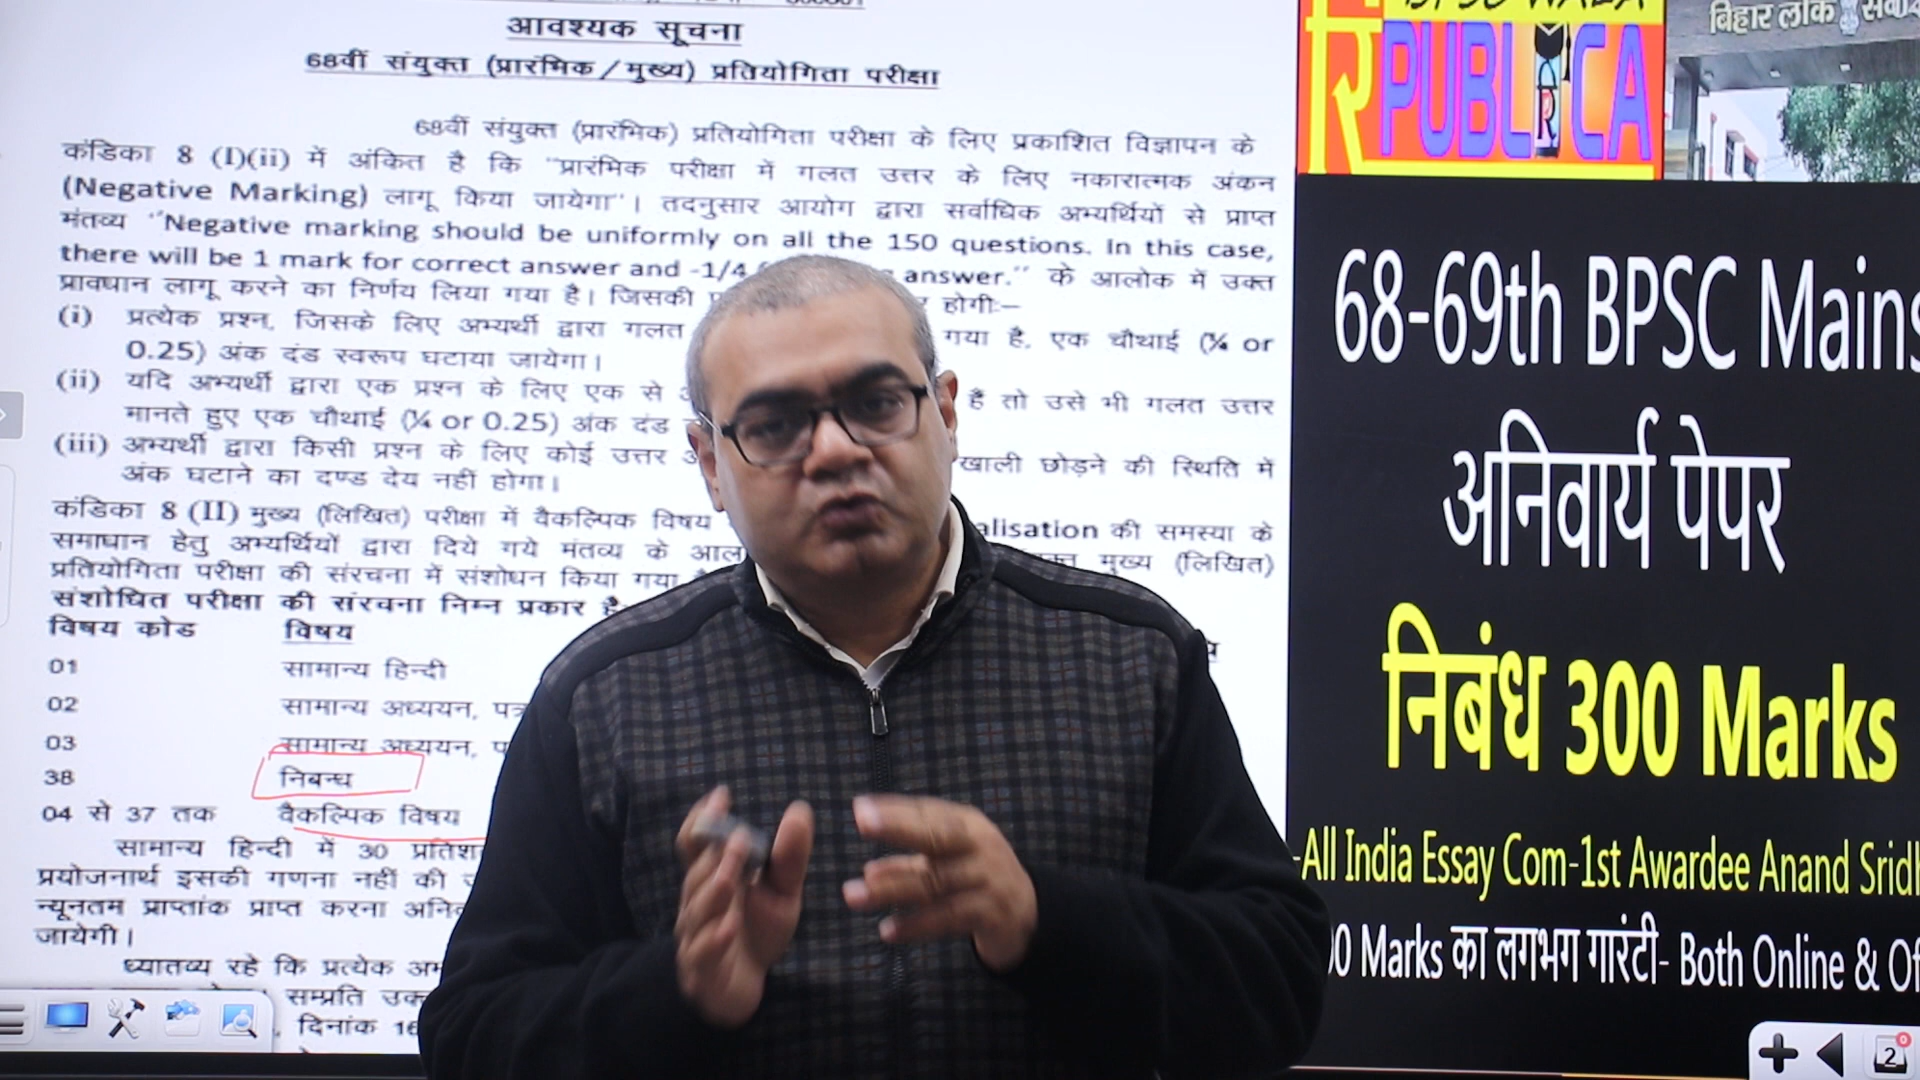 आवश्यक सूचना
68वीं संयुक्त (प्रारंभिक/मुख्य) प्रतियोगिता परीक्षा
68वीं संयुक्त (प्रारंभिक) प्रतियोगिता परीक्षा के लिए प्रकाशित विज्ञापन के
कंडिका 8 (I)(ii) में अंकित है कि "प्रारंभिक परीक्षा में गलत उत्तर के लिए नकारात्मक अंकन
(Negative Marking) लागू किया जायेगा"। तदनुसार आयोग द्वारा सर्वाधिक अभ्यर्थियों से प्राप्त
मंतव्य "Negative marking should be uniformly on all the 150 questions. In this case,
there will be 1 mark for correct answer and -1/4 answer." के आलोक में उक्त
प्रावधान लागू करने का निर्णय लिया गया है। जिसकी होगीः–
(i) प्रत्येक प्रश्न, जिसके लिए अभ्यर्थी द्वारा गलत गया है, एक चौथाई (¼ or
0.25) अंक दंड स्वरूप घटाया जायेगा।
(ii) यदि अभ्यर्थी द्वारा एक प्रश्न के लिए एक से हैं तो उसे भी गलत उत्तर
मानते हुए एक चौथाई (¼ or 0.25) अंक दंड
(iii) अभ्यर्थी द्वारा किसी प्रश्न के लिए कोई उत्तर खाली छोड़ने की स्थिति में
अंक घटाने का दण्ड देय नहीं होगा।
कंडिका 8 (II) मुख्य (लिखित) परीक्षा में वैकल्पिक विषय alisation की समस्या के
समाधान हेतु अभ्यर्थियों द्वारा दिये गये मंतव्य के मुख्य (लिखित)
प्रतियोगिता परीक्षा की संरचना में संशोधन किया गया
संशोधित परीक्षा की संरचना निम्न प्रकार है
विषय कोड विषय
01 सामान्य हिन्दी
02 सामान्य अध्ययन, पत्र
03 सामान्य अध्ययन, प
38 निबन्ध
04 से 37 तक वैकल्पिक विषय
सामान्य हिन्दी में 30 प्रतिश
प्रयोजनार्थ इसकी गणना नहीं की
न्यूनतम प्राप्तांक प्राप्त करना
जायेगी।
ध्यातव्य रहे कि प्रत्येक
सम्प्रति
दिनांक 16
BPSC WALA
रि PUBLICA
बिहार लोक
68-69th BPSC Mains
अनिवार्य पेपर
निबंध 300 Marks
-All India Essay Com-1st Awardee Anand Sridh
00 Marks का लगभग गारंटी- Both Online & Of
2